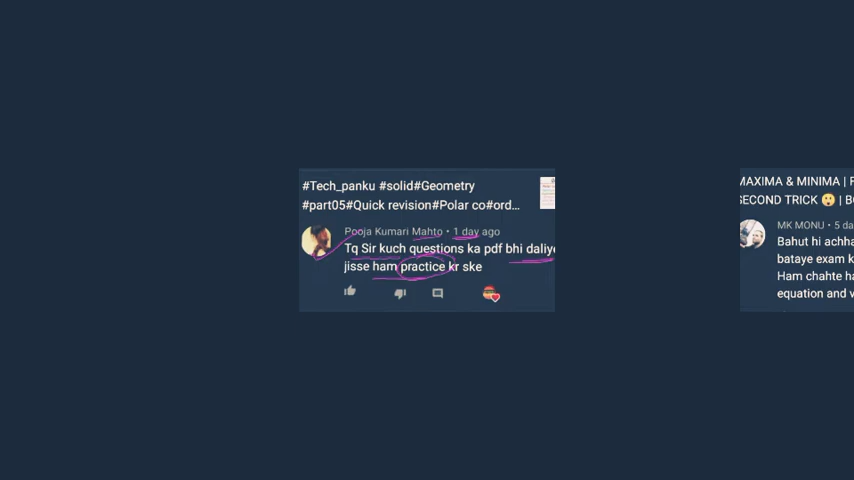 #Tech_panku #solid#Geometry
#part05#Quick revision#Polar co#ord...
Pooja Kumari Mahto • 1 day ago
Tq Sir kuch questions ka pdf bhi daliye
jisse ham practice kr ske
MAXIMA & MINIMA |
SECOND TRICK 😲 |
MK MONU • 5 da
Bahut hi achha
bataye exam k
Ham chahte ha
equation and v